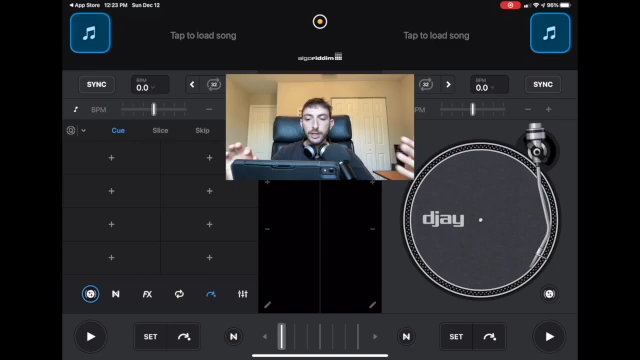 App Store 12:23 PM Sun Dec 12 96%
Tap to load song Tap to load song
algoriddim
SYNC BPM 0.0 32 32 BPM 0.0 SYNC
BPM PM
Cue Slice Skip
djay
N FX
SET N N SET